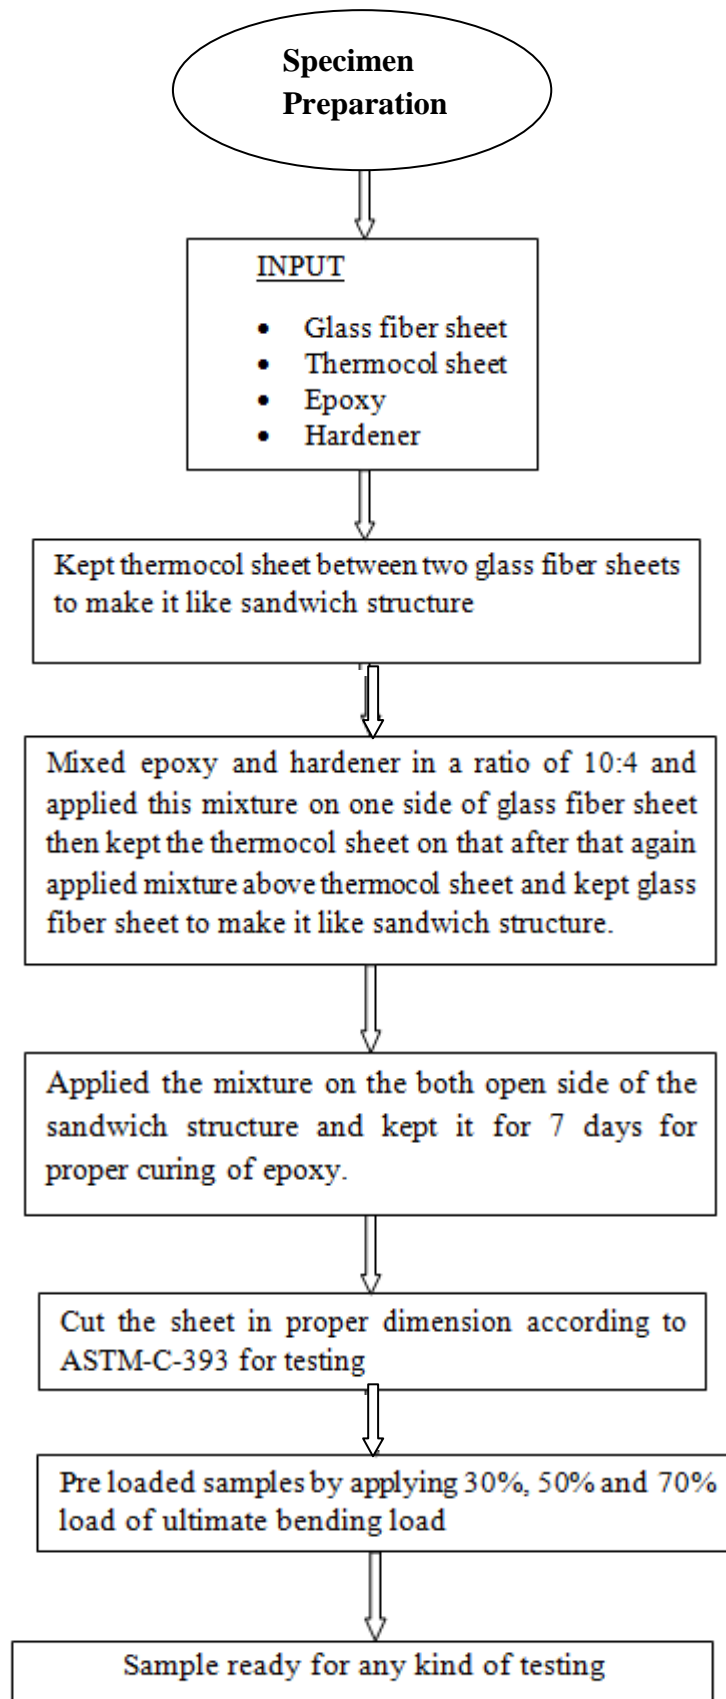 Specimen
Preparation
INPUT
• Glass fiber sheet
• Thermocol sheet
• Epoxy
• Hardener
Kept thermocol sheet between two glass fiber sheets
to make it like sandwich structure
Mixed epoxy and hardener in a ratio of 10:4 and
applied this mixture on one side of glass fiber sheet
then kept the thermocol sheet on that after that again
applied mixture above thermocol sheet and kept glass
fiber sheet to make it like sandwich structure.
Applied the mixture on the both open side of the
sandwich structure and kept it for 7 days for
proper curing of epoxy.
Cut the sheet in proper dimension according to
ASTM-C-393 for testing
Pre loaded samples by applying 30%, 50% and 70%
load of ultimate bending load
Sample ready for any kind of testing